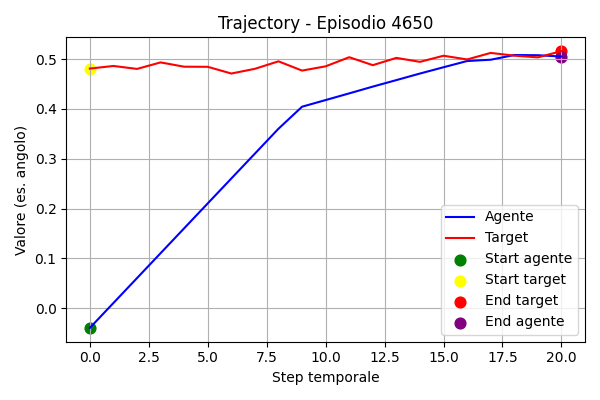 Trajectory - Episodio 4650
Valore (es. angolo)
0.5
0.4
0.3
0.2
0.1
0.0
Agente
Target
Start agente
Start target
End target
End agente
0.0 2.5 5.0 7.5 10.0 12.5 15.0 17.5 20.0
Step temporale